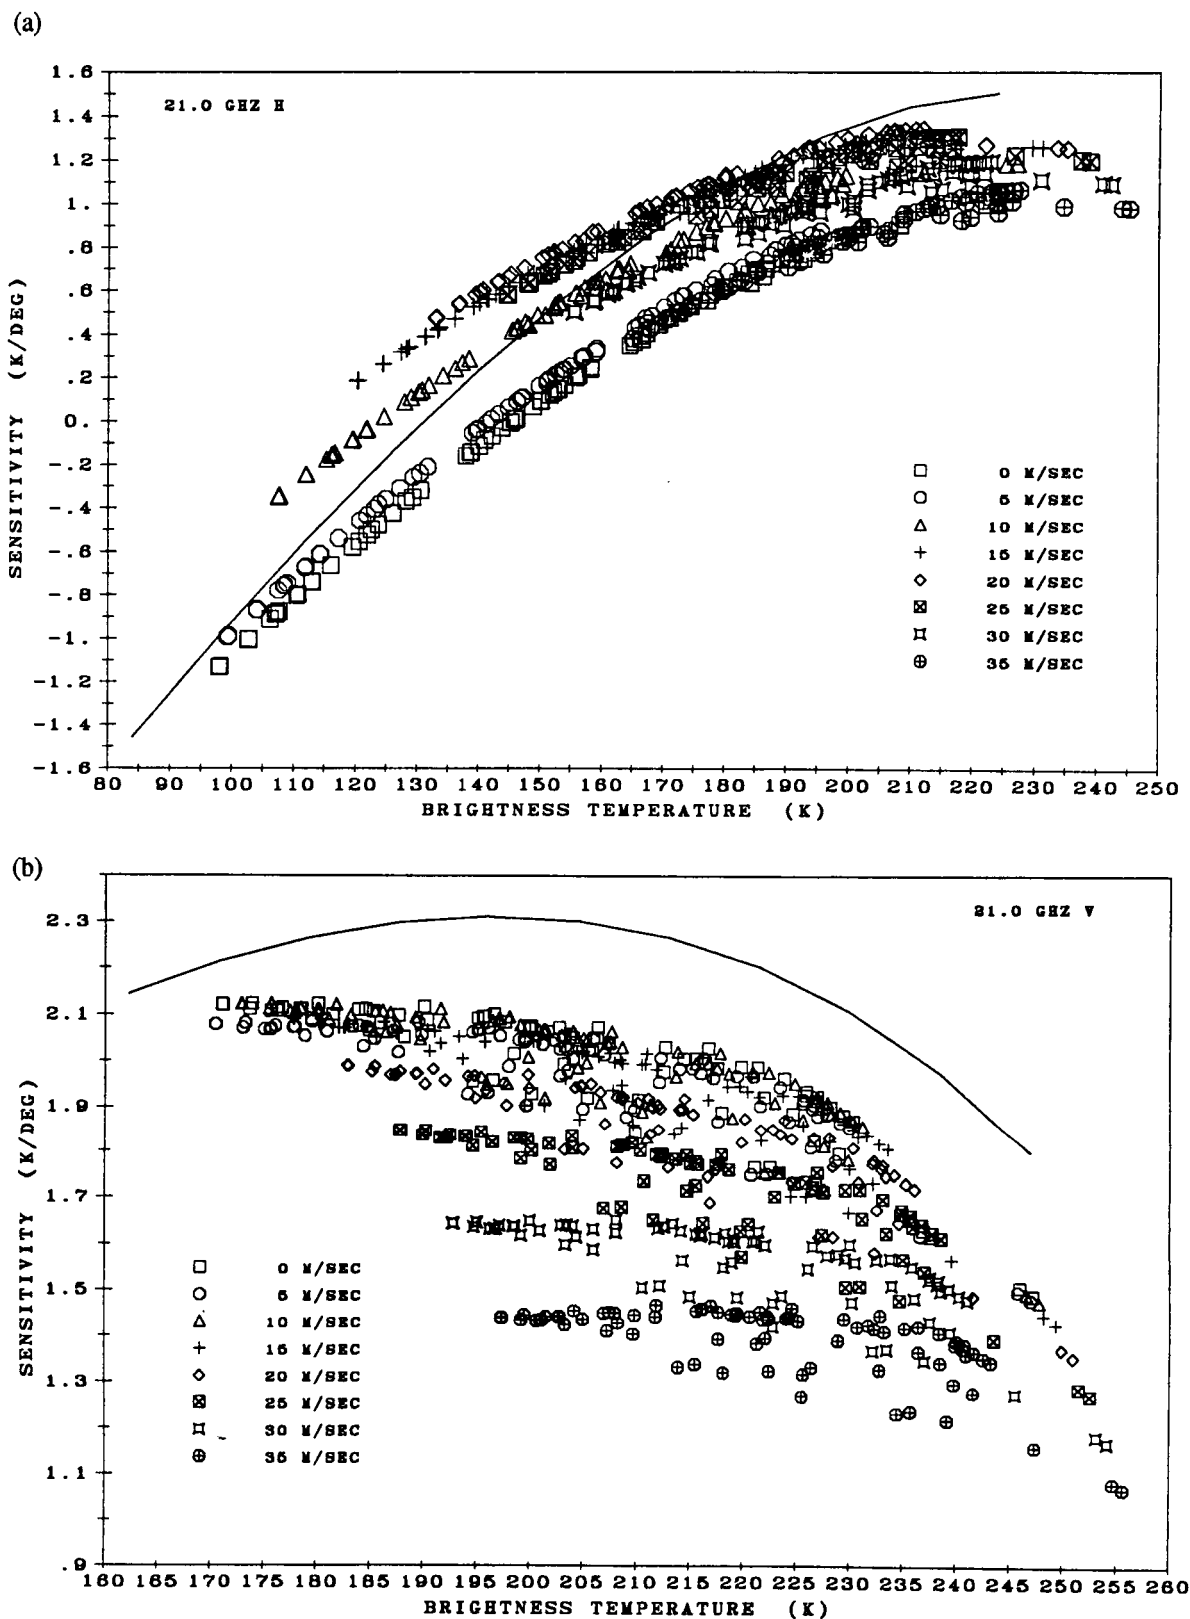 (a)
1.6
1.4
1.2
1.
.8
.6
.4
.2
0.
-.2
-.4
-.6
-.8
-1.
-1.2
-1.4
-1.6
SENSITIVITY (K/DEG)
21.0 GHZ H
0 M/SEC
5 M/SEC
10 M/SEC
15 M/SEC
20 M/SEC
25 M/SEC
30 M/SEC
35 M/SEC
80 90 100 110 120 130 140 150 160 170 180 190 200 210 220 230 240 250
BRIGHTNESS TEMPERATURE (K)
(b)
2.3
2.1
1.9
1.7
1.5
1.3
1.1
.9
SENSITIVITY (K/DEG)
21.0 GHZ V
0 M/SEC
5 M/SEC
10 M/SEC
15 M/SEC
20 M/SEC
25 M/SEC
30 M/SEC
35 M/SEC
160 165 170 175 180 185 190 195 200 205 210 215 220 225 230 235 240 245 250 255 260
BRIGHTNESS TEMPERATURE (K)